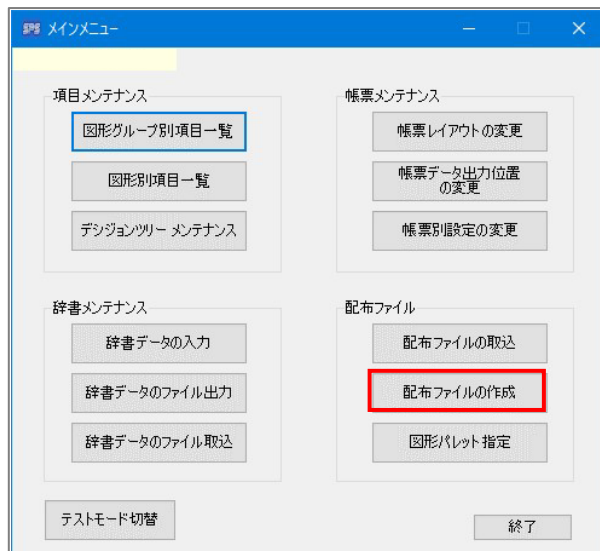 SPS メインメニュー
項目メンテナンス
図形グループ別項目一覧
図形別項目一覧
デシジョンツリー メンテナンス
帳票メンテナンス
帳票レイアウトの変更
帳票データ出力位置
の変更
帳票別設定の変更
辞書メンテナンス
辞書データの入力
辞書データのファイル出力
辞書データのファイル取込
配布ファイル
配布ファイルの取込
配布ファイルの作成
図形パレット指定
テストモード切替
終了